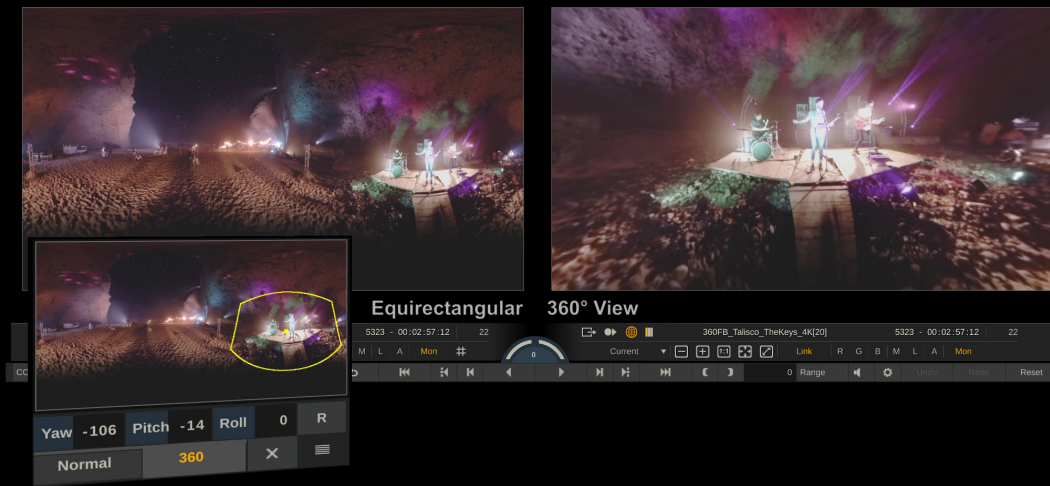 Equirectangular 360° View
5323 - 00:02:57:12 22
360FB_Talisco_TheKeys_4K[20] 5323 - 00:02:57:12 22
M L A Mon
0
Current 1:1 Link R G B M L A Mon
CC
0 Range Undo Redo Reset
Yaw -106 Pitch -14 Roll 0 R
Normal 360